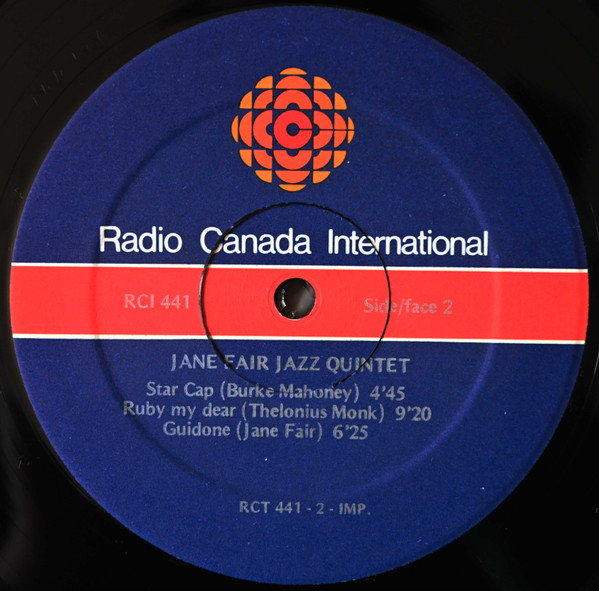 Radio Canada International
RCI 441 Side/face 2
JANE FAIR JAZZ QUINTET
Star Cap (Burke Mahoney) 4'45
Ruby my dear (Thelonius Monk) 9'20
Guidone (Jane Fair) 6'25
RCT 441 - 2 - IMP.